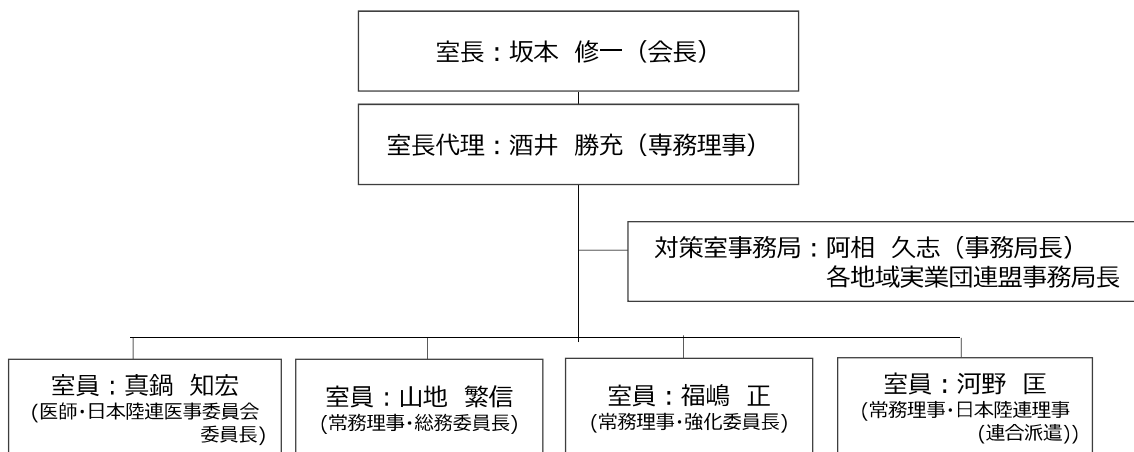 室長：坂本 修一（会長）
室長代理：酒井 勝充（専務理事）
対策室事務局：阿相 久志（事務局長）
各地域実業団連盟事務局長
室員：真鍋 知宏
(医師・日本陸連医事委員会
委員長)
室員：山地 繁信
(常務理事・総務委員長)
室員：福嶋 正
(常務理事・強化委員長)
室員：河野 匡
(常務理事・日本陸連理事
(連合派遣))